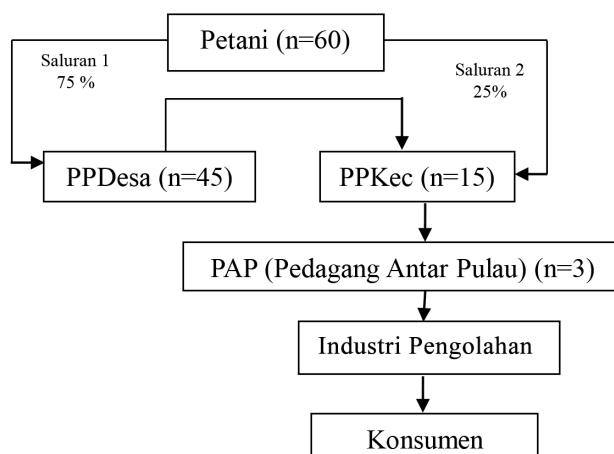 Petani (n=60)
Saluran 1
75 %
Saluran 2
25%
PPDesa (n=45)
PPKec (n=15)
PAP (Pedagang Antar Pulau) (n=3)
Industri Pengolahan
Konsumen